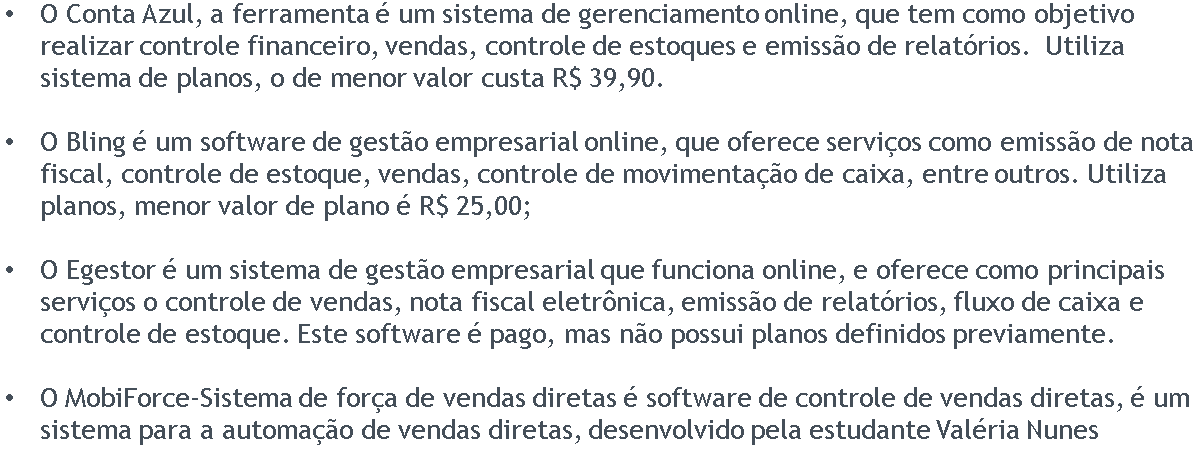 • O Conta Azul, a ferramenta é um sistema de gerenciamento online, que tem como objetivo
realizar controle financeiro, vendas, controle de estoques e emissão de relatórios. Utiliza
sistema de planos, o de menor valor custa R$ 39,90.
• O Bling é um software de gestão empresarial online, que oferece serviços como emissão de nota
fiscal, controle de estoque, vendas, controle de movimentação de caixa, entre outros. Utiliza
planos, menor valor de plano é R$ 25,00;
• O Egestor é um sistema de gestão empresarial que funciona online, e oferece como principais
serviços o controle de vendas, nota fiscal eletrônica, emissão de relatórios, fluxo de caixa e
controle de estoque. Este software é pago, mas não possui planos definidos previamente.
• O MobiForce-Sistema de força de vendas diretas é software de controle de vendas diretas, é um
sistema para a automação de vendas diretas, desenvolvido pela estudante Valéria Nunes